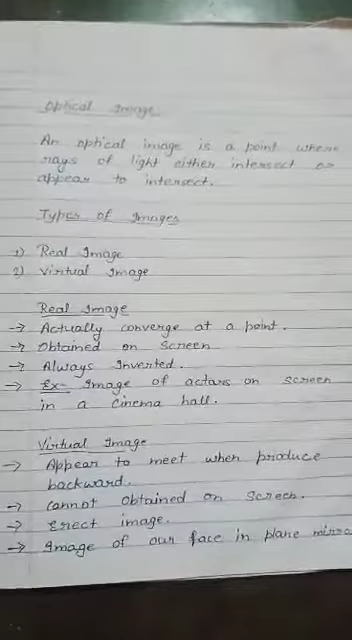 Optical Image
An optical image is a point where
rays of light either intersect or
appear to intersect.
Types of Images
1) Real Image
2) Virtual Image
Real Image
→ Actually converge at a point.
→ Obtained on Screen
→ Always Inverted.
→ Ex- Image of actars on screen
in a cinema hall.
Virtual Image
→ Appear to meet when produce
backward.
→ cannot obtained on screen.
→ Erect image.
→ Image of our face in plane mirro